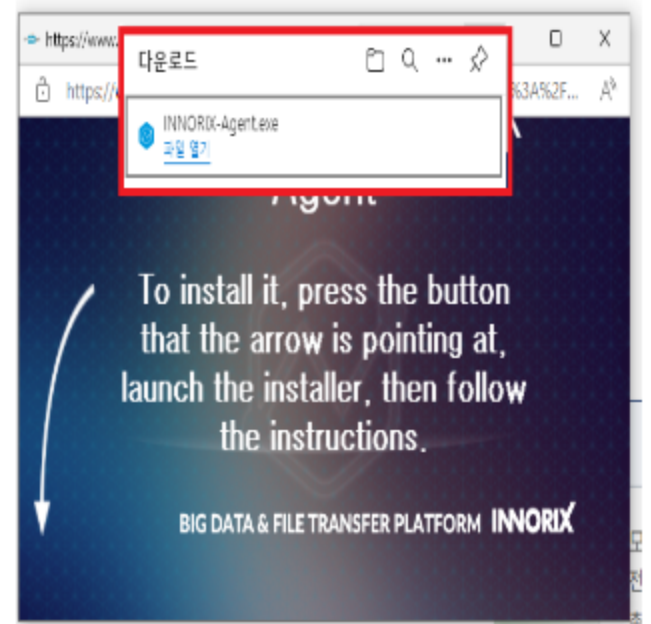 https://www.
다운로드
https://
%3A%2F...
INNORIX-Agent.exe
파일 열기
Agent
To install it, press the button
that the arrow is pointing at,
launch the installer, then follow
the instructions.
BIG DATA & FILE TRANSFER PLATFORM INNORIX
모
전